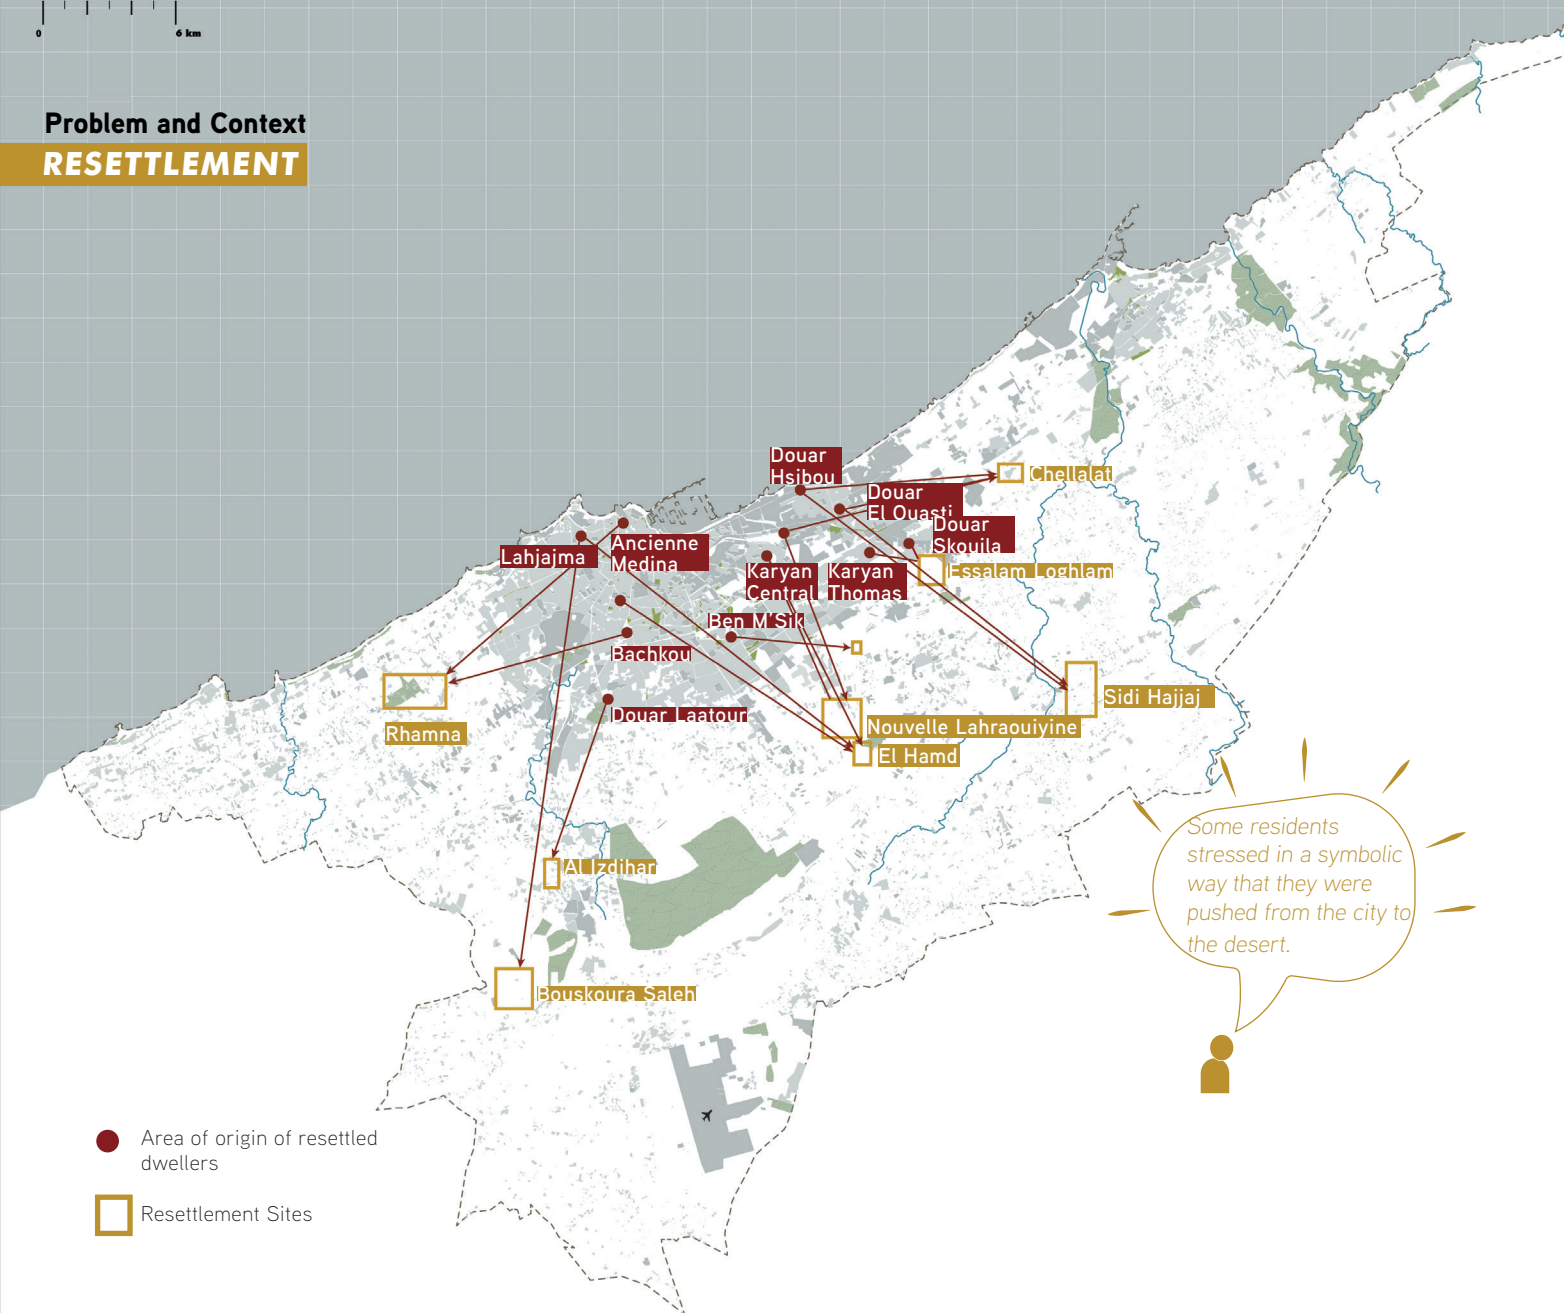 0
6 km
Problem and Context
RESETTLEMENT
Douar
Hsibou
Chellalat
Douar
El Ouasti
Douar
Skouila
Lahjajma
Ancienne
Medina
Karyan
Central
Karyan
Thomas
Essalam Loghlam
Ben M'Sik
Bachkou
Sidi Hajjaj
Douar Laatour
Nouvelle Lahraouiyine
Rhamna
El Hamd
Some residents
stressed in a symbolic
way that they were
pushed from the city to
the desert.
Al Izdihar
Bouskoura Saleh
Area of origin of resettled
dwellers
Resettlement Sites